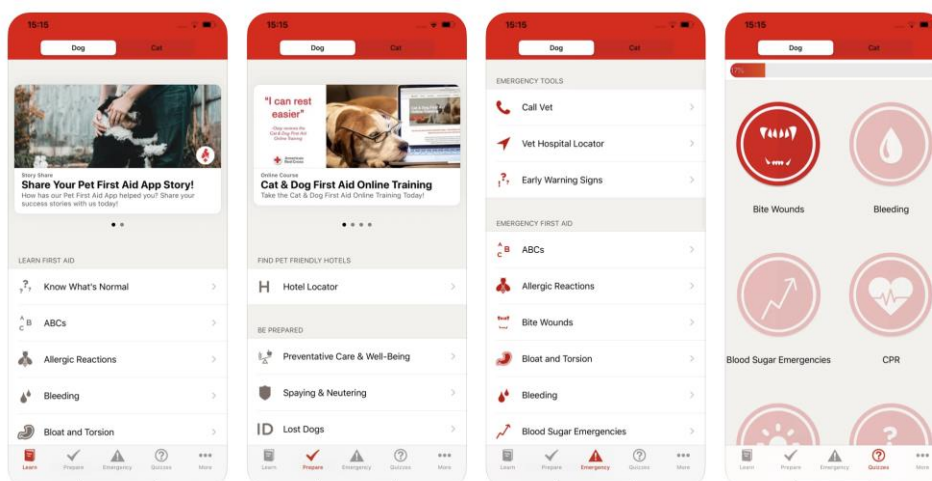 15:15
Dog Cat
Story Share
Share Your Pet First Aid App Story!
How has our Pet First Aid App helped you? Share your
success stories with us today!
LEARN FIRST AID
Know What's Normal
A B C ABCs
Allergic Reactions
Bleeding
Bloat and Torsion
Learn Prepare Emergency Quizzes More
15:15
Dog Cat
"I can rest
easier"
American
Red Cross
Online Course
Cat & Dog First Aid Online Training
Take the Cat & Dog First Aid Online Training Today!
FIND PET FRIENDLY HOTELS
H Hotel Locator
BE PREPARED
Preventative Care & Well-Being
Spaying & Neutering
ID Lost Dogs
Learn Prepare Emergency Quizzes More
15:15
Dog Cat
EMERGENCY TOOLS
Call Vet
Vet Hospital Locator
Early Warning Signs
EMERGENCY FIRST AID
A B C ABCs
Allergic Reactions
Bite Wounds
Bloat and Torsion
Bleeding
Blood Sugar Emergencies
Learn Prepare Emergency Quizzes More
15:15
Dog Cat
17%
Bite Wounds Bleeding
Blood Sugar Emergencies CPR
Learn Prepare Emergency Quizzes More